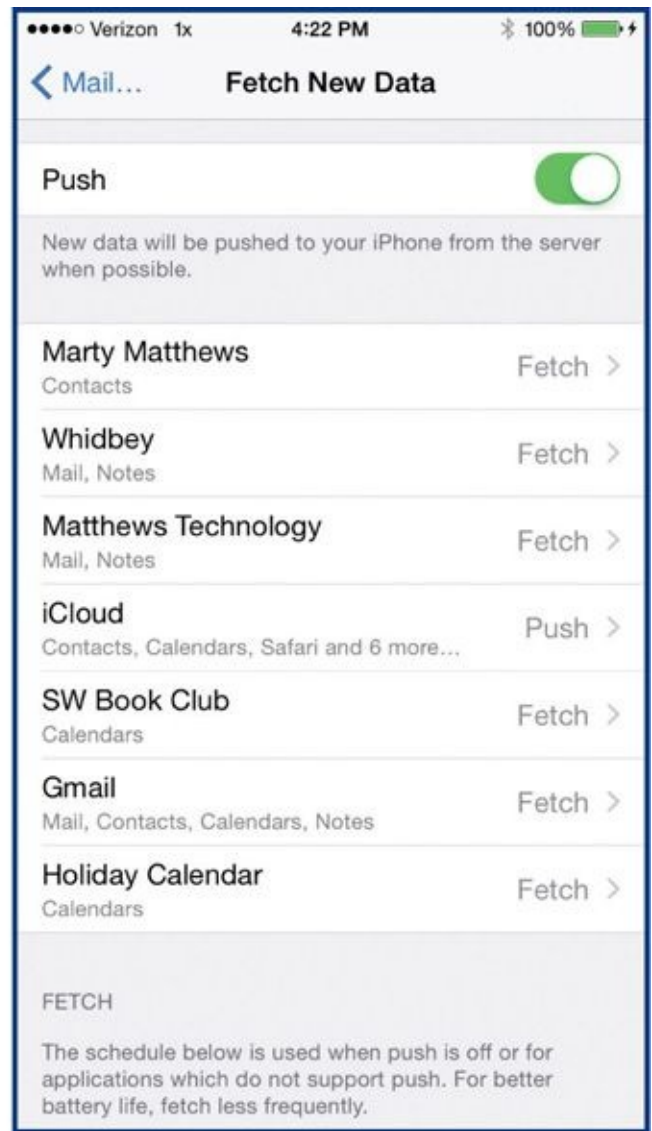 Verizon 1x 4:22 PM 100%
Mail... Fetch New Data
Push
New data will be pushed to your iPhone from the server
when possible.
Marty Matthews
Contacts
Fetch
Whidbey
Mail, Notes
Fetch
Matthews Technology
Mail, Notes
Fetch
iCloud
Contacts, Calendars, Safari and 6 more...
Push
SW Book Club
Calendars
Fetch
Gmail
Mail, Contacts, Calendars, Notes
Fetch
Holiday Calendar
Calendars
Fetch
FETCH
The schedule below is used when push is off or for
applications which do not support push. For better
battery life, fetch less frequently.